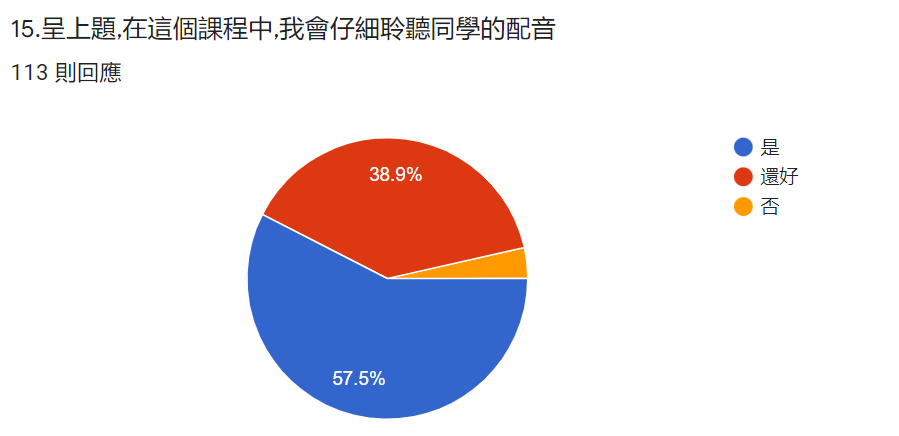 15.呈上題,在這個課程中,我會仔細聆聽同學的配音
113 則回應
是
還好
否
38.9%
57.5%